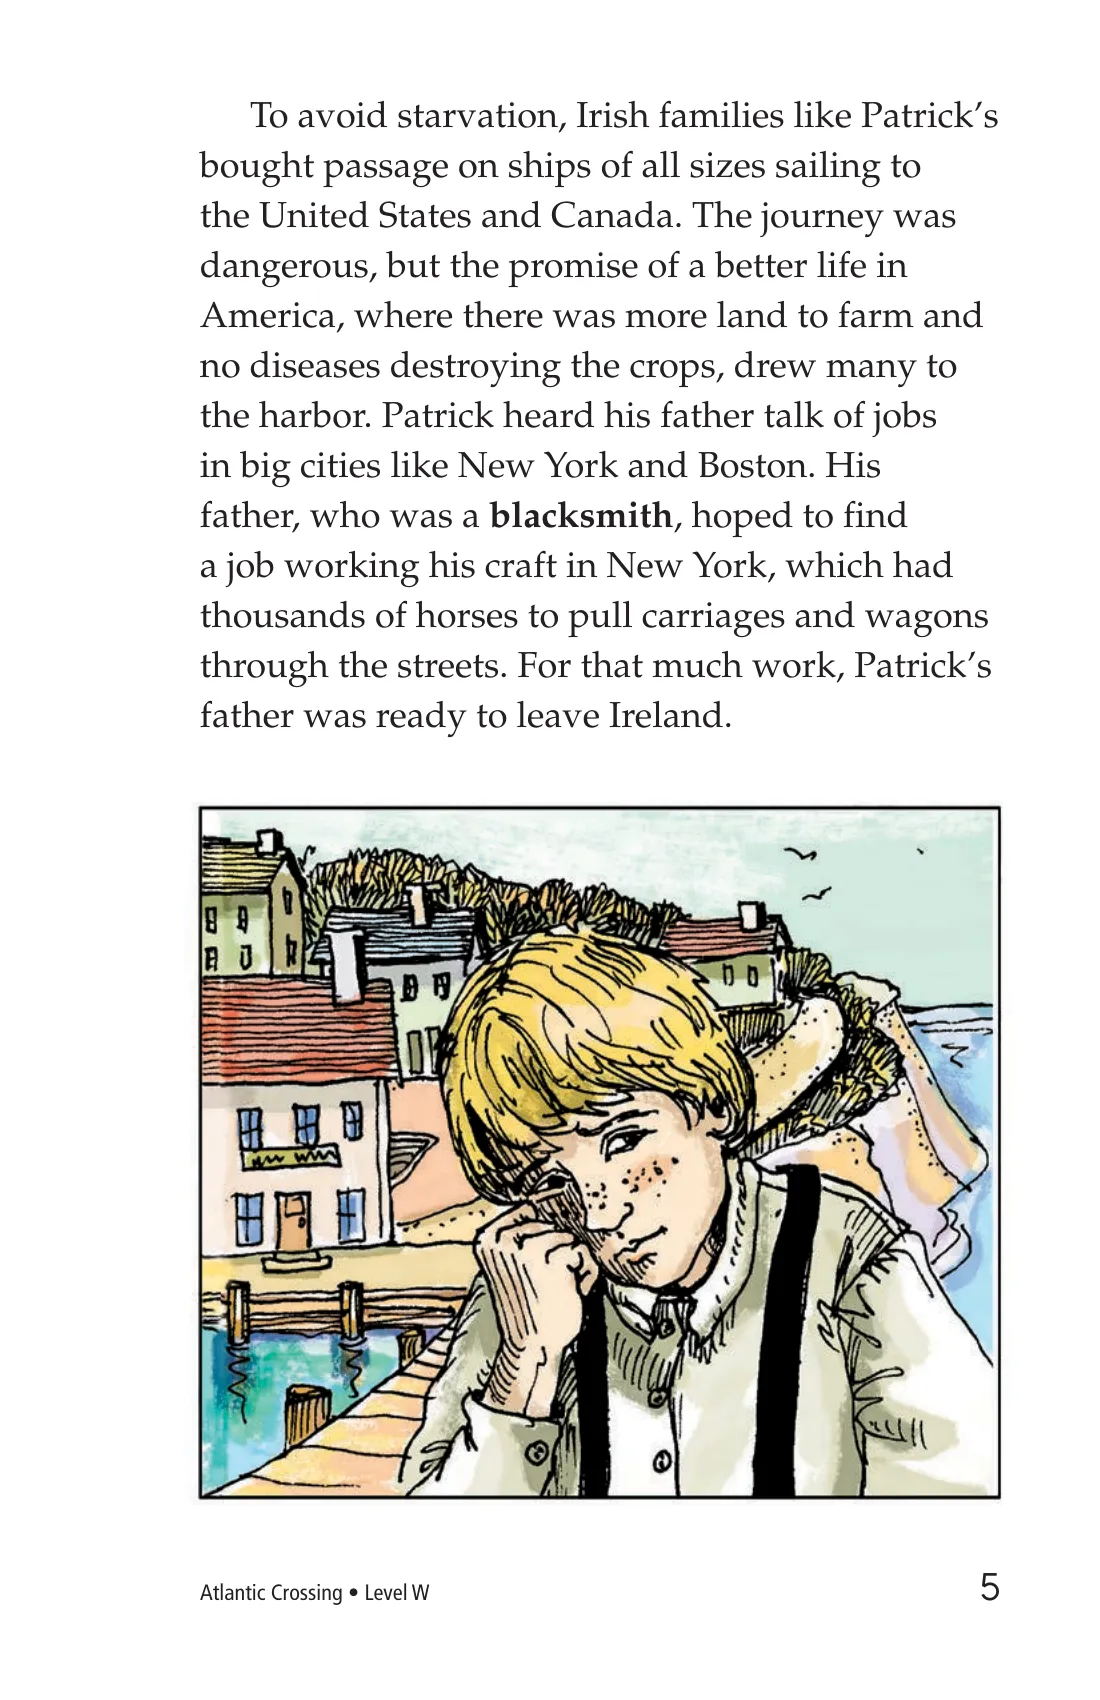 To avoid starvation, Irish families like Patrick’s
bought passage on ships of all sizes sailing to
the United States and Canada. The journey was
dangerous, but the promise of a better life in
America, where there was more land to farm and
no diseases destroying the crops, drew many to
the harbor. Patrick heard his father talk of jobs
in big cities like New York and Boston. His
father, who was a blacksmith, hoped to find
a job working his craft in New York, which had
thousands of horses to pull carriages and wagons
through the streets. For that much work, Patrick’s
father was ready to leave Ireland.
Atlantic Crossing • Level W
5